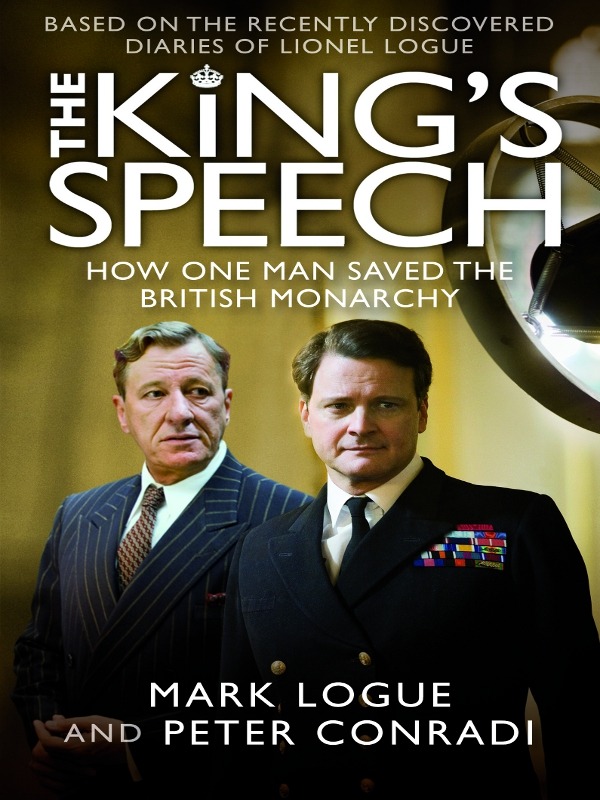 BASED ON THE RECENTLY DISCOVERED
DIARIES OF LIONEL LOGUE
THE KING'S
SPEECH
HOW ONE MAN SAVED THE
BRITISH MONARCHY
MARK LOGUE
AND PETER CONRADI